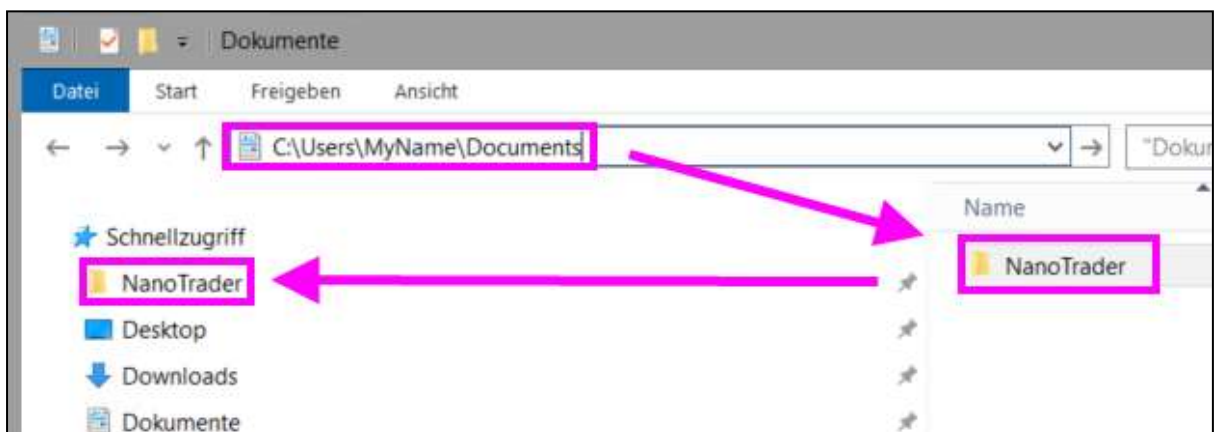 Dokumente
Datei Start Freigeben Ansicht
C:\Users\MyName\Documents
Name
Schnellzugriff
NanoTrader
NanoTrader
Desktop
Downloads
Dokumente